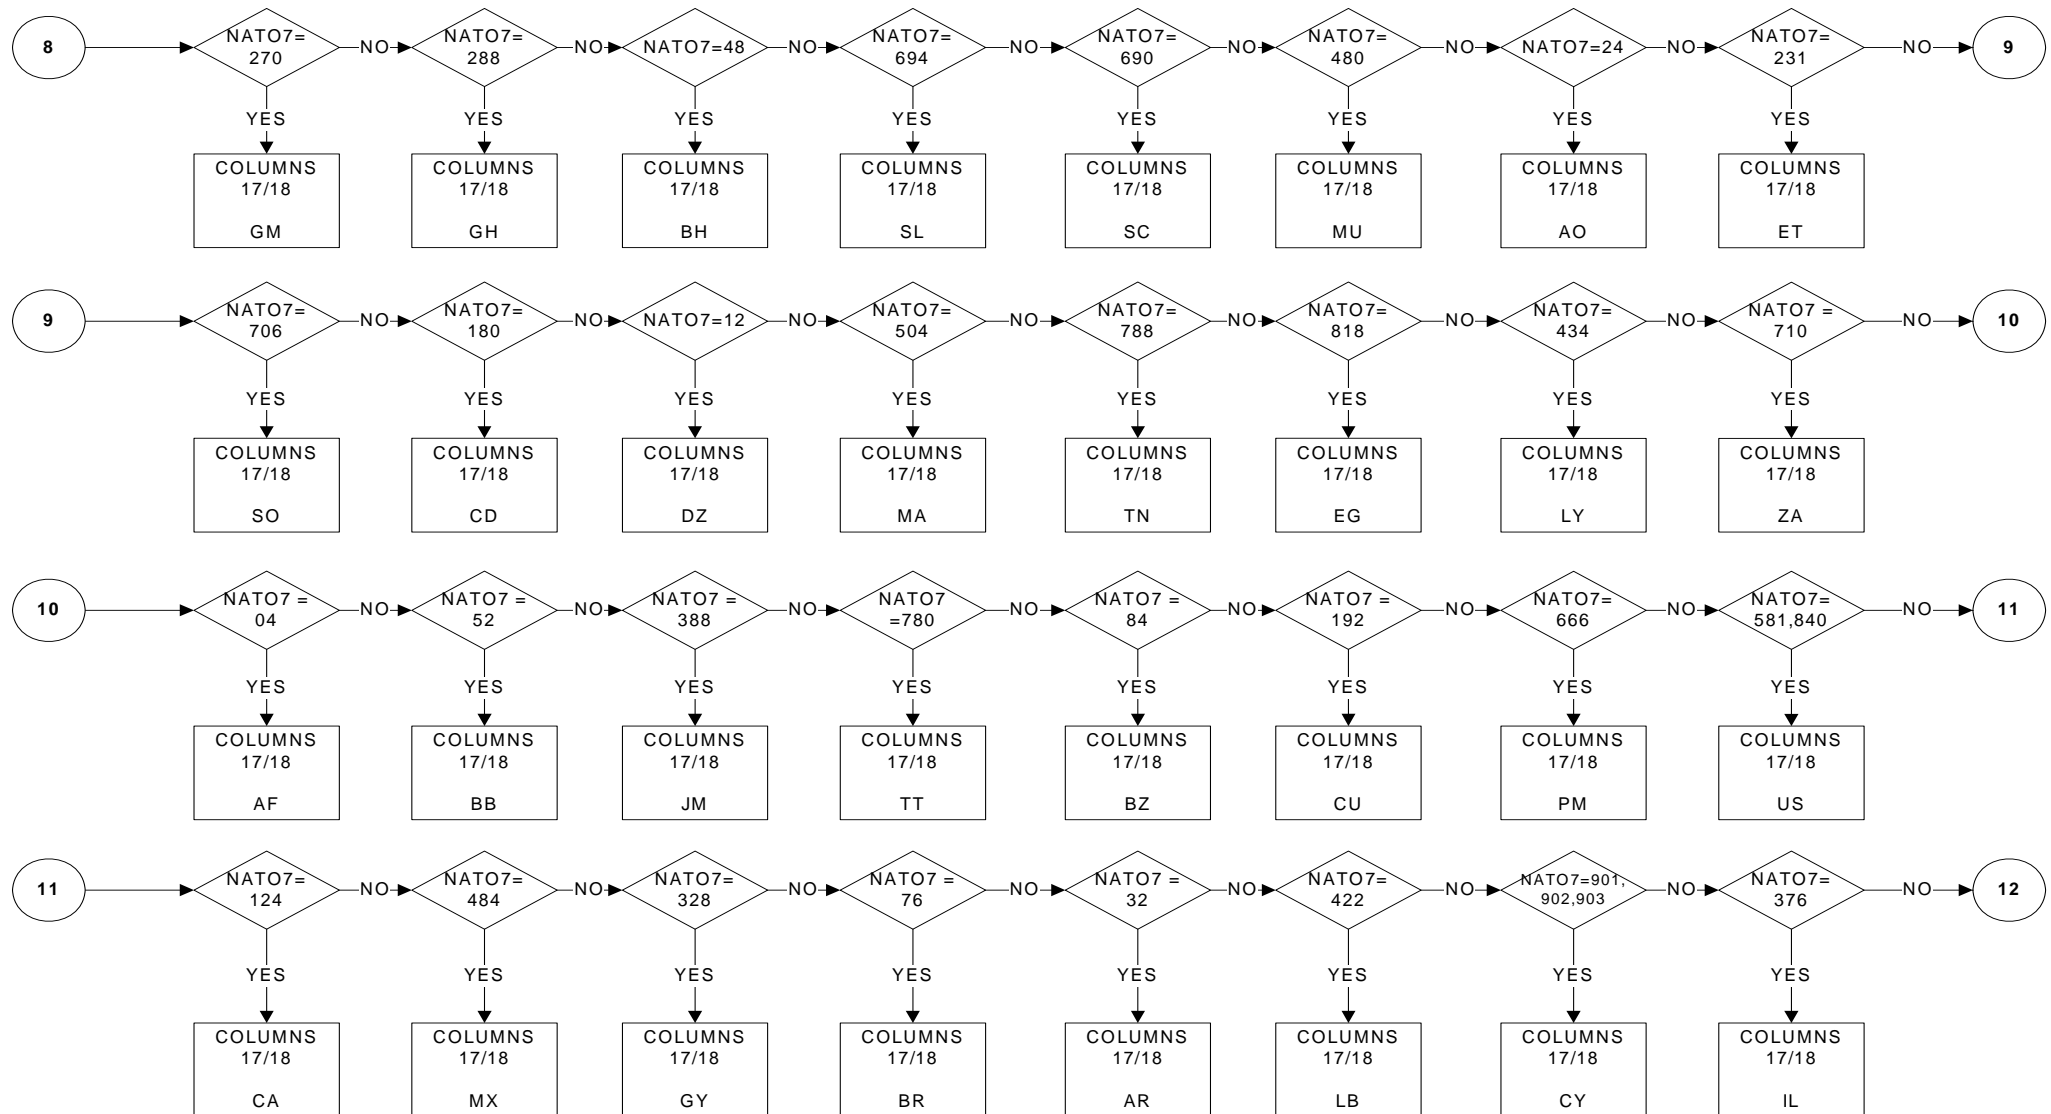 8
NATO7=
270
NO
NATO7=
288
NO
NATO7=48
NO
NATO7=
694
NO
NATO7=
690
NO
NATO7=
480
NO
NATO7=24
NO
NATO7=
231
NO
9
YES
YES
YES
YES
YES
YES
YES
YES
COLUMNS
17/18
GM
COLUMNS
17/18
GH
COLUMNS
17/18
BH
COLUMNS
17/18
SL
COLUMNS
17/18
SC
COLUMNS
17/18
MU
COLUMNS
17/18
AO
COLUMNS
17/18
ET
9
NATO7=
706
NO
NATO7=
180
NO
NATO7=12
NO
NATO7=
504
NO
NATO7=
788
NO
NATO7=
818
NO
NATO7=
434
NO
NATO7 =
710
NO
10
YES
YES
YES
YES
YES
YES
YES
YES
COLUMNS
17/18
SO
COLUMNS
17/18
CD
COLUMNS
17/18
DZ
COLUMNS
17/18
MA
COLUMNS
17/18
TN
COLUMNS
17/18
EG
COLUMNS
17/18
LY
COLUMNS
17/18
ZA
10
NATO7 =
04
NO
NATO7 =
52
NO
NATO7 =
388
NO
NATO7
=780
NO
NATO7 =
84
NO
NATO7 =
192
NO
NATO7=
666
NO
NATO7=
581,840
NO
11
YES
YES
YES
YES
YES
YES
YES
YES
COLUMNS
17/18
AF
COLUMNS
17/18
BB
COLUMNS
17/18
JM
COLUMNS
17/18
TT
COLUMNS
17/18
BZ
COLUMNS
17/18
CU
COLUMNS
17/18
PM
COLUMNS
17/18
US
11
NATO7=
124
NO
NATO7=
484
NO
NATO7=
328
NO
NATO7 =
76
NO
NATO7 =
32
NO
NATO7=
422
NO
NATO7=901,
902,903
NO
NATO7=
376
NO
12
YES
YES
YES
YES
YES
YES
YES
YES
COLUMNS
17/18
CA
COLUMNS
17/18
MX
COLUMNS
17/18
GY
COLUMNS
17/18
BR
COLUMNS
17/18
AR
COLUMNS
17/18
LB
COLUMNS
17/18
CY
COLUMNS
17/18
IL